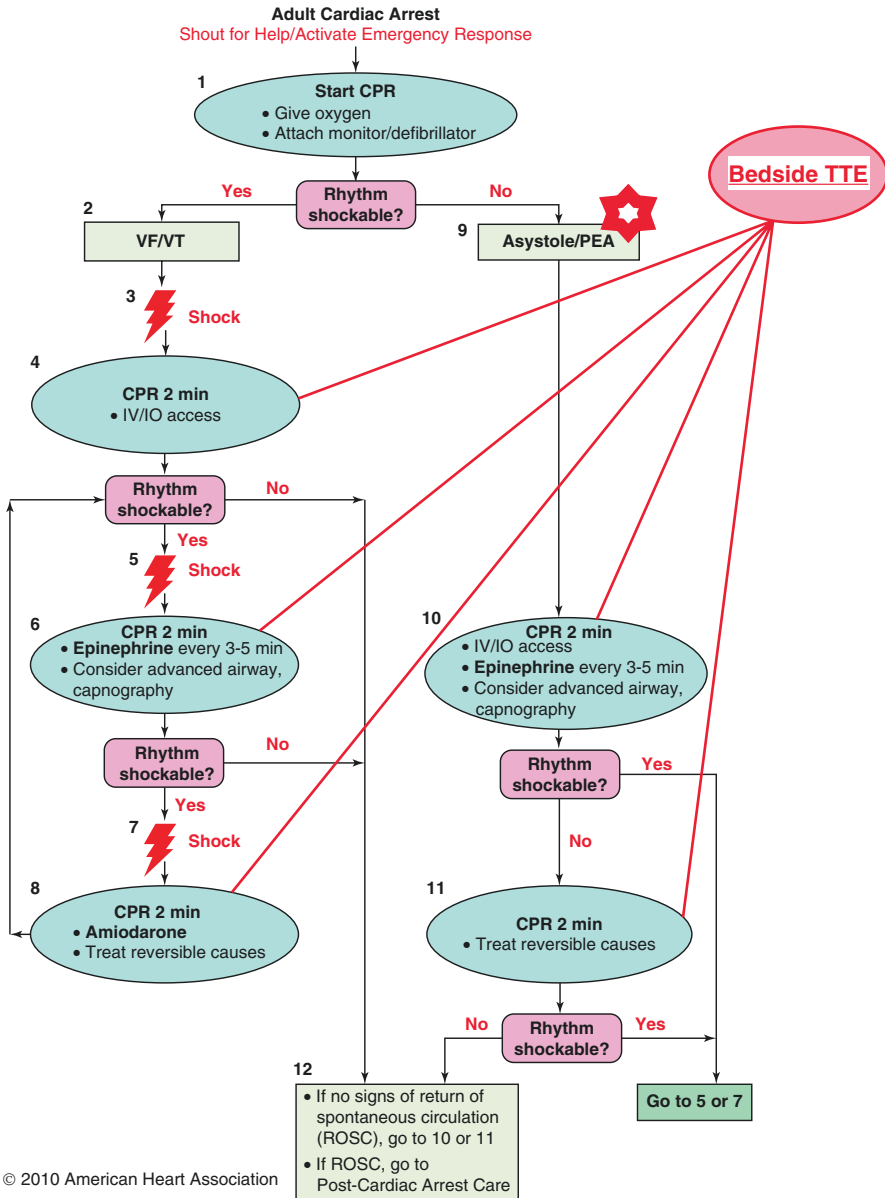 Adult Cardiac Arrest
Shout for Help/Activate Emergency Response
1
Start CPR
• Give oxygen
• Attach monitor/defibrillator
Bedside TTE
Yes
Rhythm
shockable?
No
2
VF/VT
9
Asystole/PEA
3
Shock
4
CPR 2 min
• IV/IO access
Rhythm
shockable?
No
Yes
5
Shock
6
CPR 2 min
• Epinephrine every 3-5 min
• Consider advanced airway,
capnography
10
CPR 2 min
• IV/IO access
• Epinephrine every 3-5 min
• Consider advanced airway,
capnography
Rhythm
shockable?
No
Yes
Rhythm
shockable?
Yes
No
7
Shock
8
CPR 2 min
• Amiodarone
• Treat reversible causes
11
CPR 2 min
• Treat reversible causes
No
Rhythm
shockable?
Yes
12
• If no signs of return of
spontaneous circulation
(ROSC), go to 10 or 11
• If ROSC, go to
Post-Cardiac Arrest Care
Go to 5 or 7
© 2010 American Heart Association